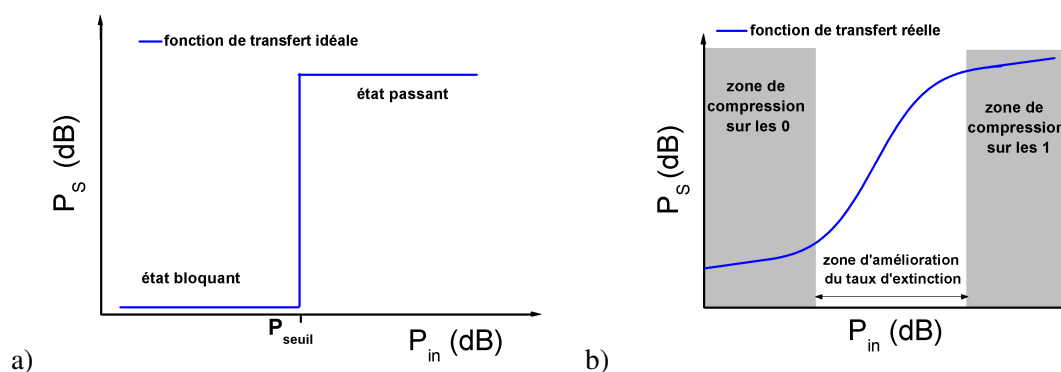 fonction de transfert idéale
état passant
P_S (dB)
état bloquant
P_seuil
P_in (dB)
a)
fonction de transfert réelle
zone de
compression
sur les 0
zone de
compression
sur les 1
P_S (dB)
zone d'amélioration
du taux d'extinction
P_in (dB)
b)